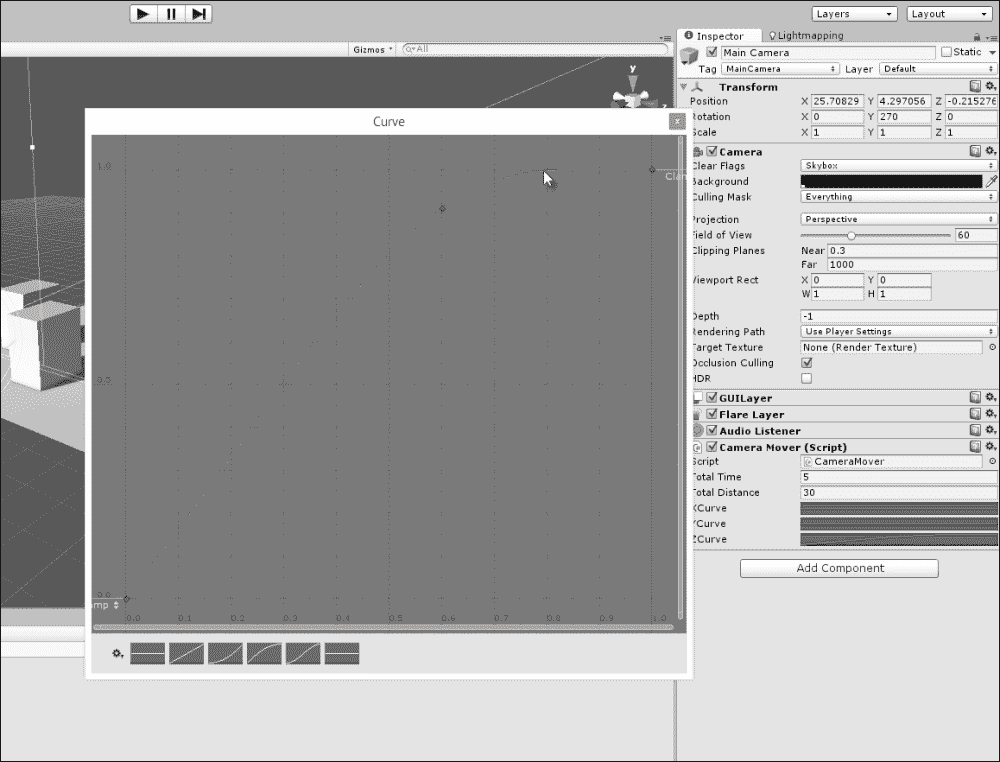 Layers
Layout
Gizmos
All
Inspector
Lightmapping
Main Camera
Static
Tag MainCamera Layer Default
Transform
Position X 25.70829 Y 4.297056 Z -0.215276
Rotation X 0 Y 270 Z 0
Scale X 1 Y 1 Z 1
y
z
Curve
x
1.0
Clam
0.5
0.0
amp
0.0 0.1 0.2 0.3 0.4 0.5 0.6 0.7 0.8 0.9 1.0
Camera
Clear Flags Skybox
Background
Culling Mask Everything
Projection Perspective
Field of View 60
Clipping Planes Near 0.3
Far 1000
Viewport Rect X 0 Y 0
W 1 H 1
Depth -1
Rendering Path Use Player Settings
Target Texture None (Render Texture)
Occlusion Culling
HDR
GUILayer
Flare Layer
Audio Listener
Camera Mover (Script)
Script CameraMover
Total Time 5
Total Distance 30
XCurve
YCurve
ZCurve
Add Component